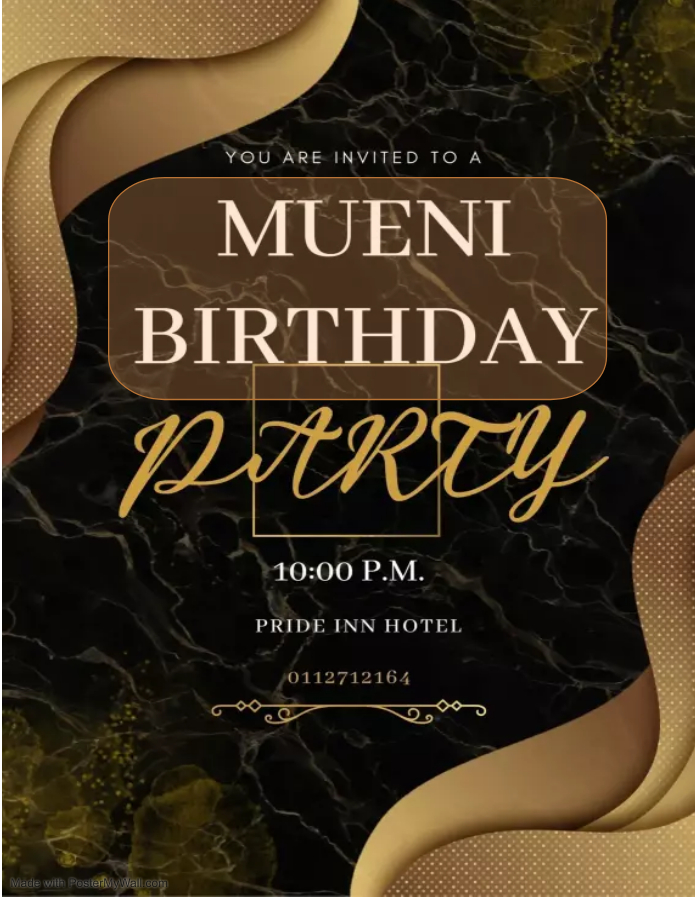 YOU ARE INVITED TO A
MUENI
BIRTHDAY
PARTY
10:00 P.M.
PRIDE INN HOTEL
0112712164
Made with PosterMyWall.com